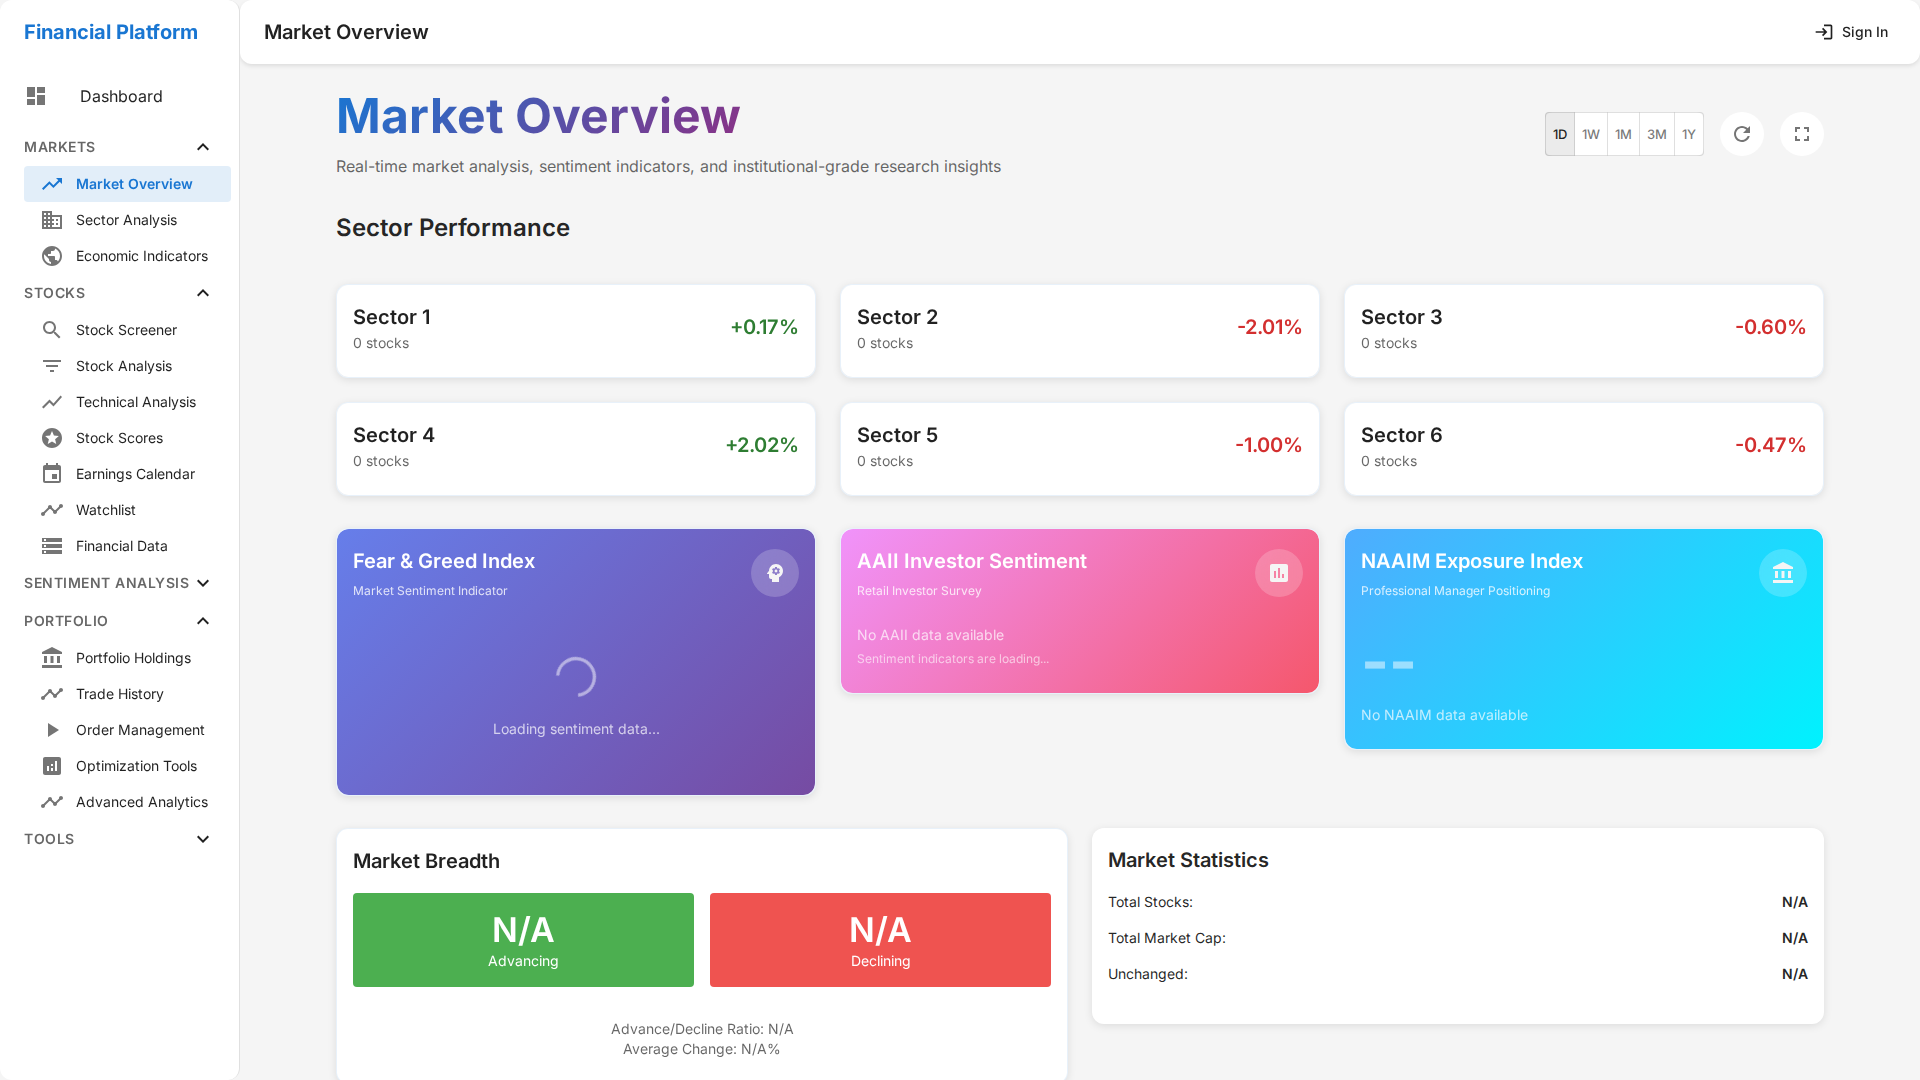 Financial Platform
Dashboard
MARKETS
Market Overview
Sector Analysis
Economic Indicators
STOCKS
Stock Screener
Stock Analysis
Technical Analysis
Stock Scores
Earnings Calendar
Watchlist
Financial Data
SENTIMENT ANALYSIS
PORTFOLIO
Portfolio Holdings
Trade History
Order Management
Optimization Tools
Advanced Analytics
TOOLS
Market Overview
Sign In
Market Overview
Real-time market analysis, sentiment indicators, and institutional-grade research insights
1D 1W 1M 3M 1Y
Sector Performance
Sector 1
0 stocks
+0.17%
Sector 2
0 stocks
-2.01%
Sector 3
0 stocks
-0.60%
Sector 4
0 stocks
+2.02%
Sector 5
0 stocks
-1.00%
Sector 6
0 stocks
-0.47%
Fear & Greed Index
Market Sentiment Indicator
Loading sentiment data...
AAII Investor Sentiment
Retail Investor Survey
No AAII data available
Sentiment indicators are loading...
NAAIM Exposure Index
Professional Manager Positioning
--
No NAAIM data available
Market Breadth
N/A
Advancing
N/A
Declining
Advance/Decline Ratio: N/A
Average Change: N/A%
Market Statistics
Total Stocks: N/A
Total Market Cap: N/A
Unchanged: N/A